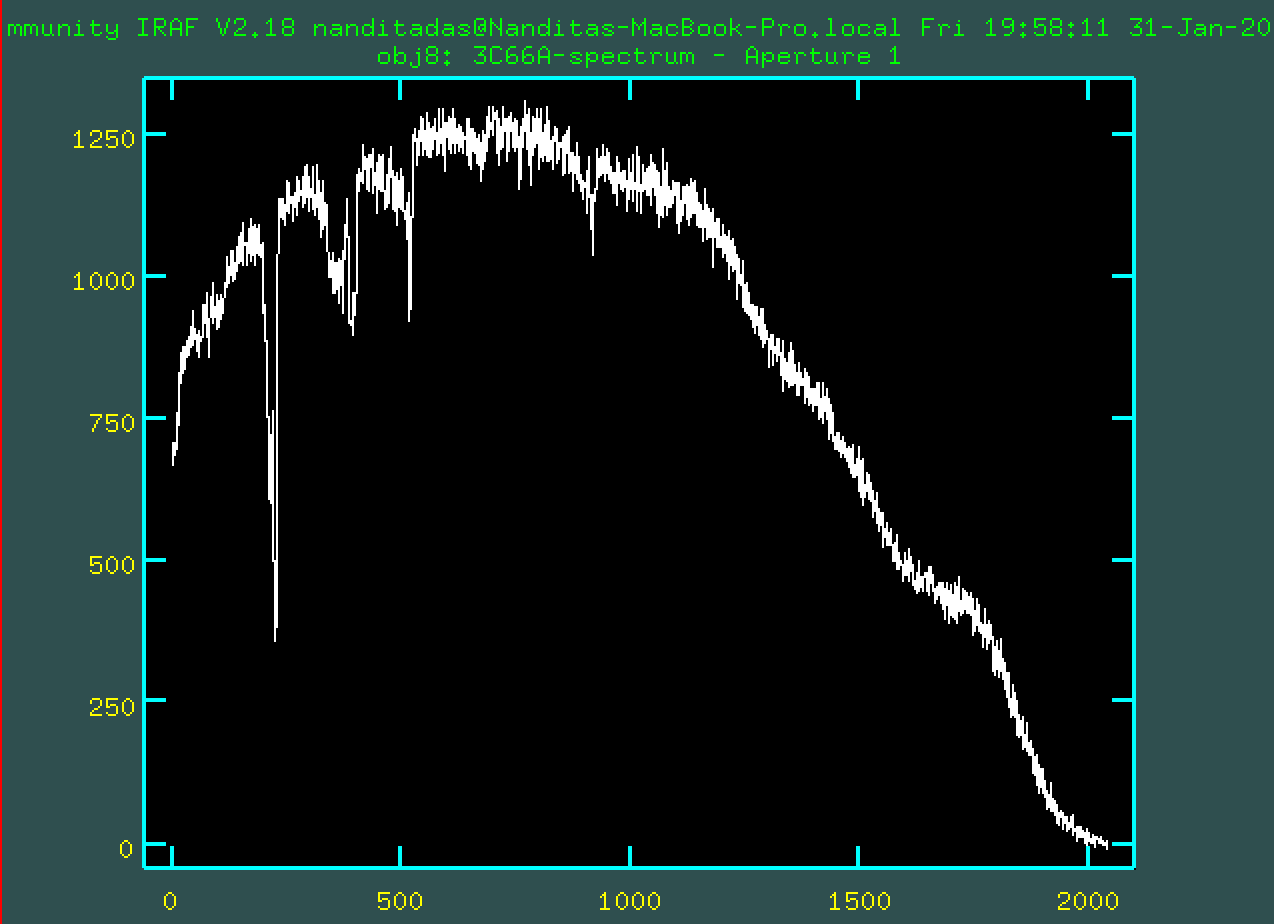 mmunity IRAF V2.18 nanditadas@Nanditas-MacBook-Pro.local Fri 19:58:11 31-Jan-20
obj8: 3C66A-spectrum - Aperture 1
1250
1000
750
500
250
0
0 500 1000 1500 2000